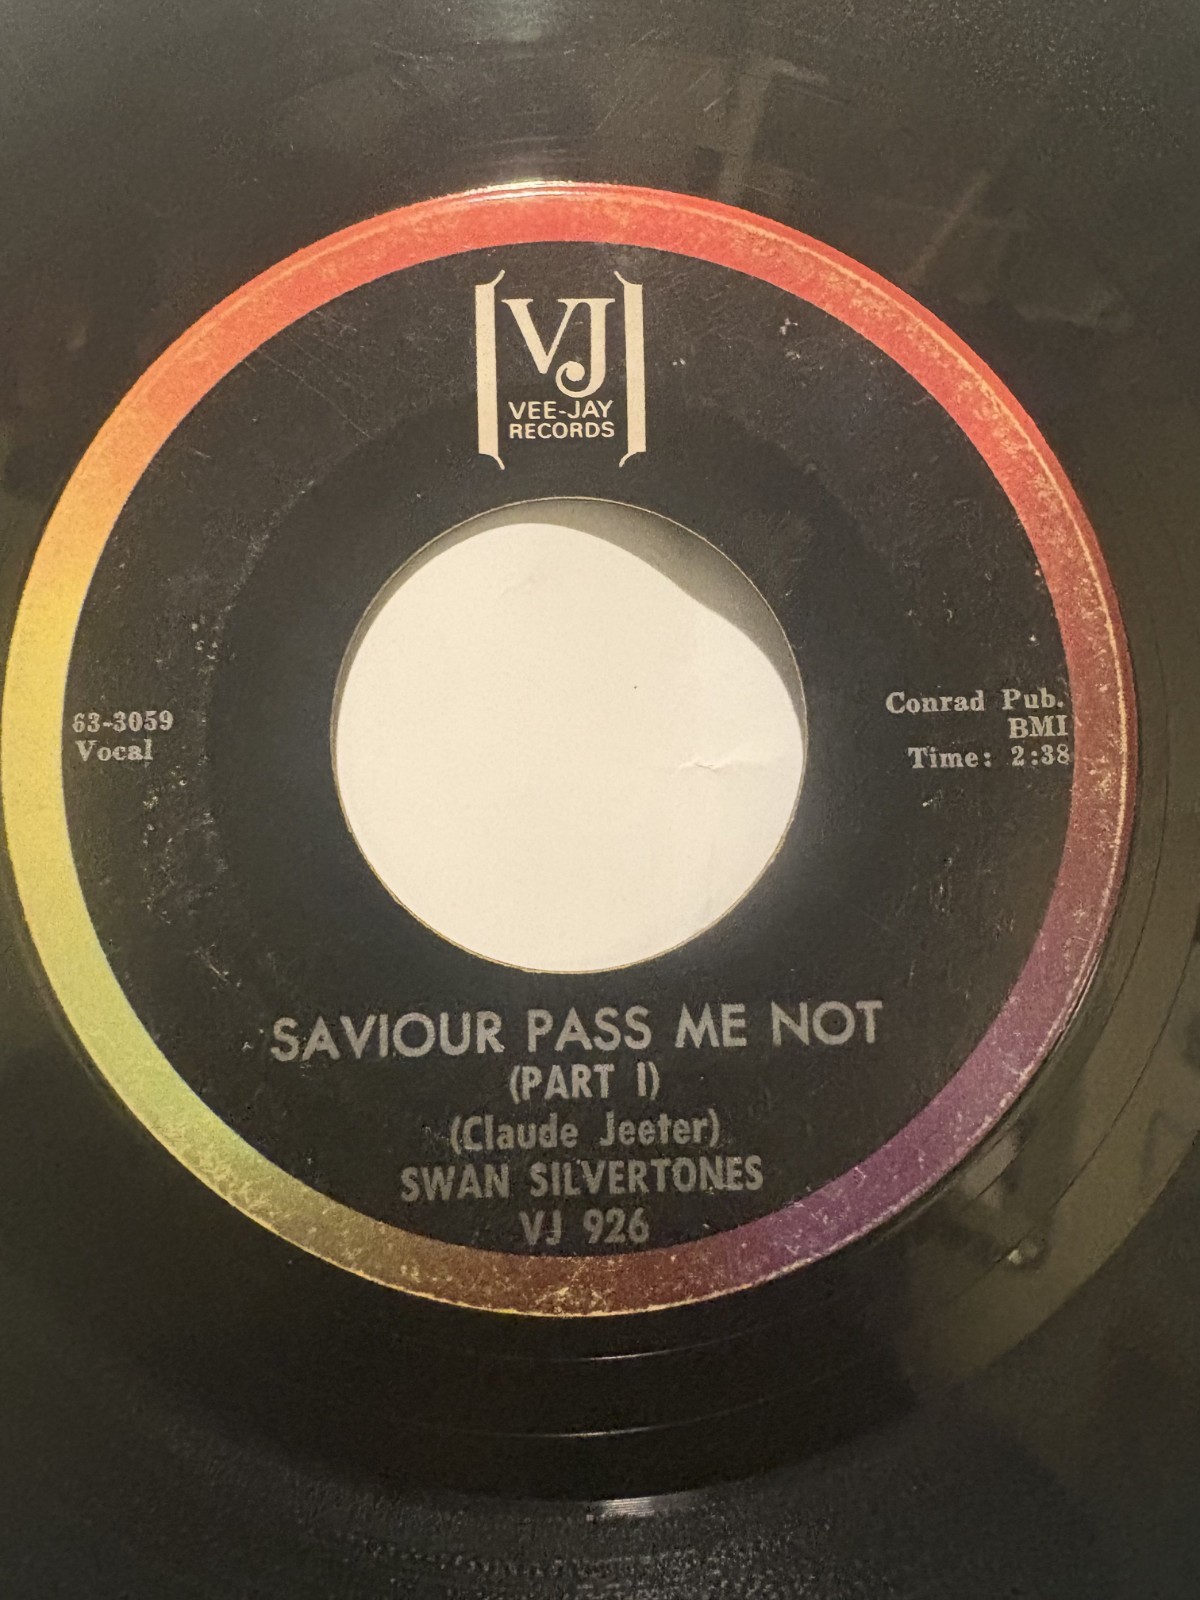 VJ
VEE-JAY
RECORDS
63-3059
Vocal
Conrad Pub.
BMI
Time: 2:38
SAVIOUR PASS ME NOT
(PART I)
(Claude Jeeter)
SWAN SILVERTONES
VJ 926